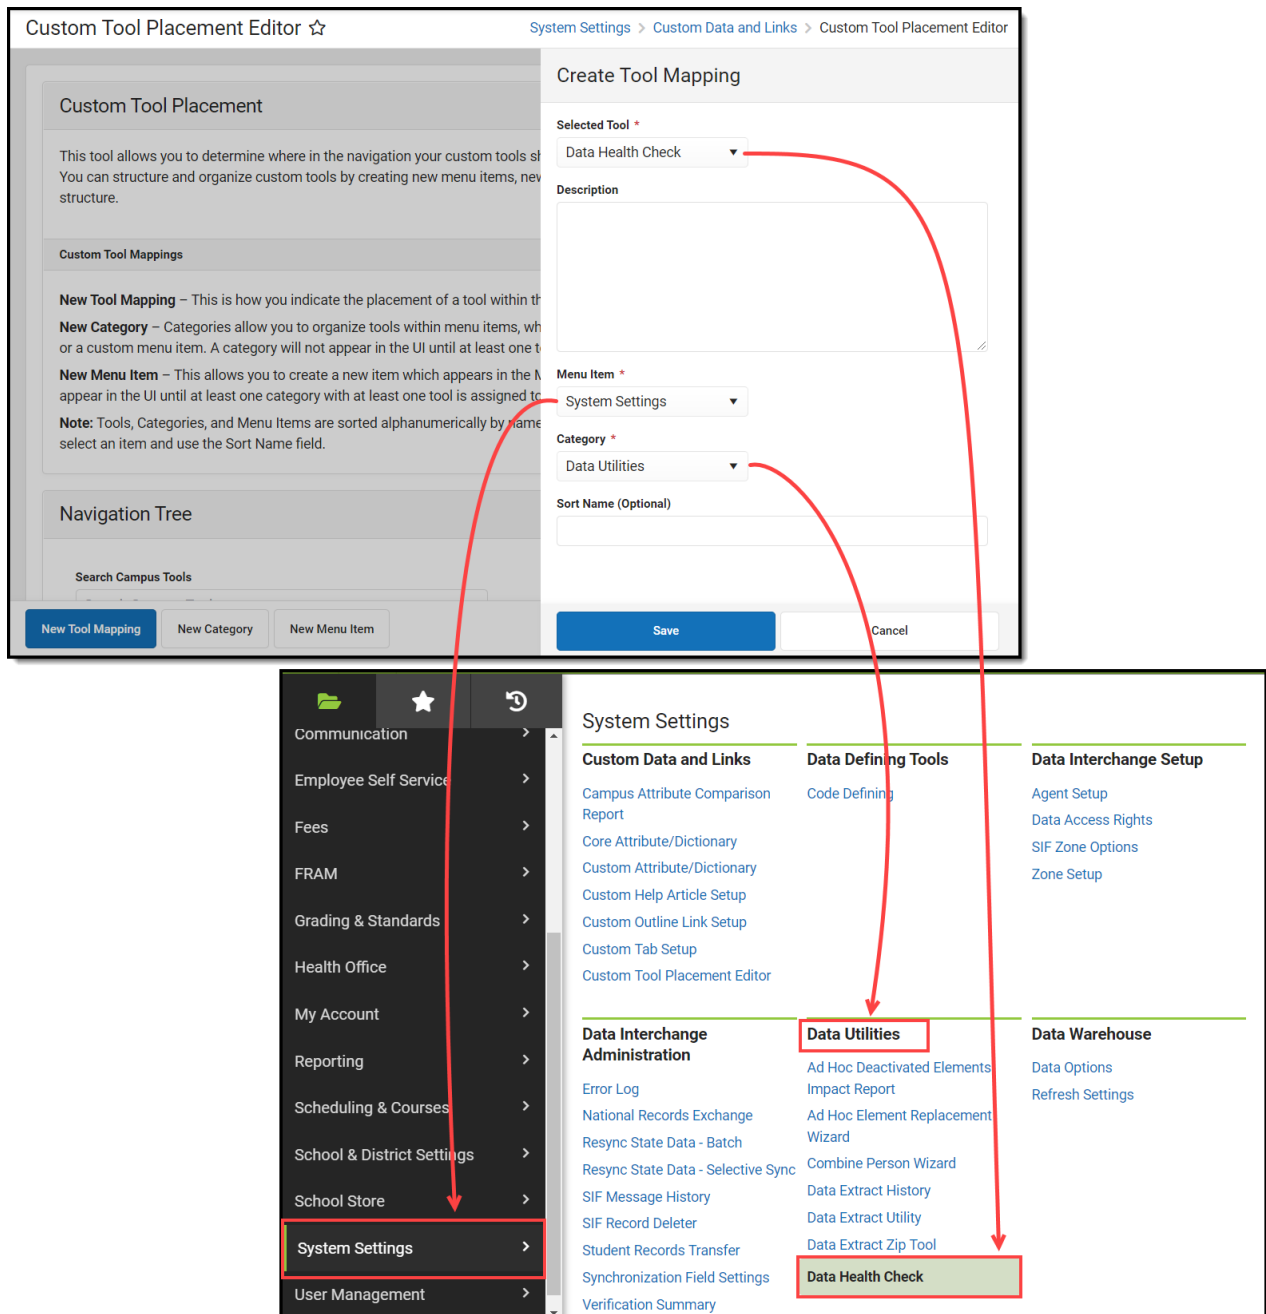 Custom Tool Placement Editor
System Settings > Custom Data and Links > Custom Tool Placement Editor
Custom Tool Placement
This tool allows you to determine where in the navigation your custom tools
You can structure and organize custom tools by creating new menu items,
structure.
Custom Tool Mappings
New Tool Mapping – This is how you indicate the placement of a tool within
New Category – Categories allow you to organize tools within menu items,
or a custom menu item. A category will not appear in the UI until at least one
New Menu Item – This allows you to create a new item which appears in the
appear in the UI until at least one category with at least one tool is assigned to
Note: Tools, Categories, and Menu Items are sorted alphanumerically by name
select an item and use the Sort Name field.
Navigation Tree
Search Campus Tools
New Tool Mapping
New Category
New Menu Item
Create Tool Mapping
Selected Tool *
Data Health Check
Description
Menu Item *
System Settings
Category *
Data Utilities
Sort Name (Optional)
Save
Cancel
Communication
Employee Self Service
Fees
FRAM
Grading & Standards
Health Office
My Account
Reporting
Scheduling & Courses
School & District Settings
School Store
System Settings
User Management
System Settings
Custom Data and Links
Campus Attribute Comparison
Report
Core Attribute/Dictionary
Custom Attribute/Dictionary
Custom Help Article Setup
Custom Outline Link Setup
Custom Tab Setup
Custom Tool Placement Editor
Data Defining Tools
Code Defining
Data Interchange Setup
Agent Setup
Data Access Rights
SIF Zone Options
Zone Setup
Data Interchange
Administration
Error Log
National Records Exchange
Resync State Data - Batch
Resync State Data - Selective Sync
SIF Message History
SIF Record Deleter
Student Records Transfer
Synchronization Field Settings
Verification Summary
Data Utilities
Ad Hoc Deactivated Elements
Impact Report
Ad Hoc Element Replacement
Wizard
Combine Person Wizard
Data Extract History
Data Extract Utility
Data Extract Zip Tool
Data Health Check
Data Warehouse
Data Options
Refresh Settings